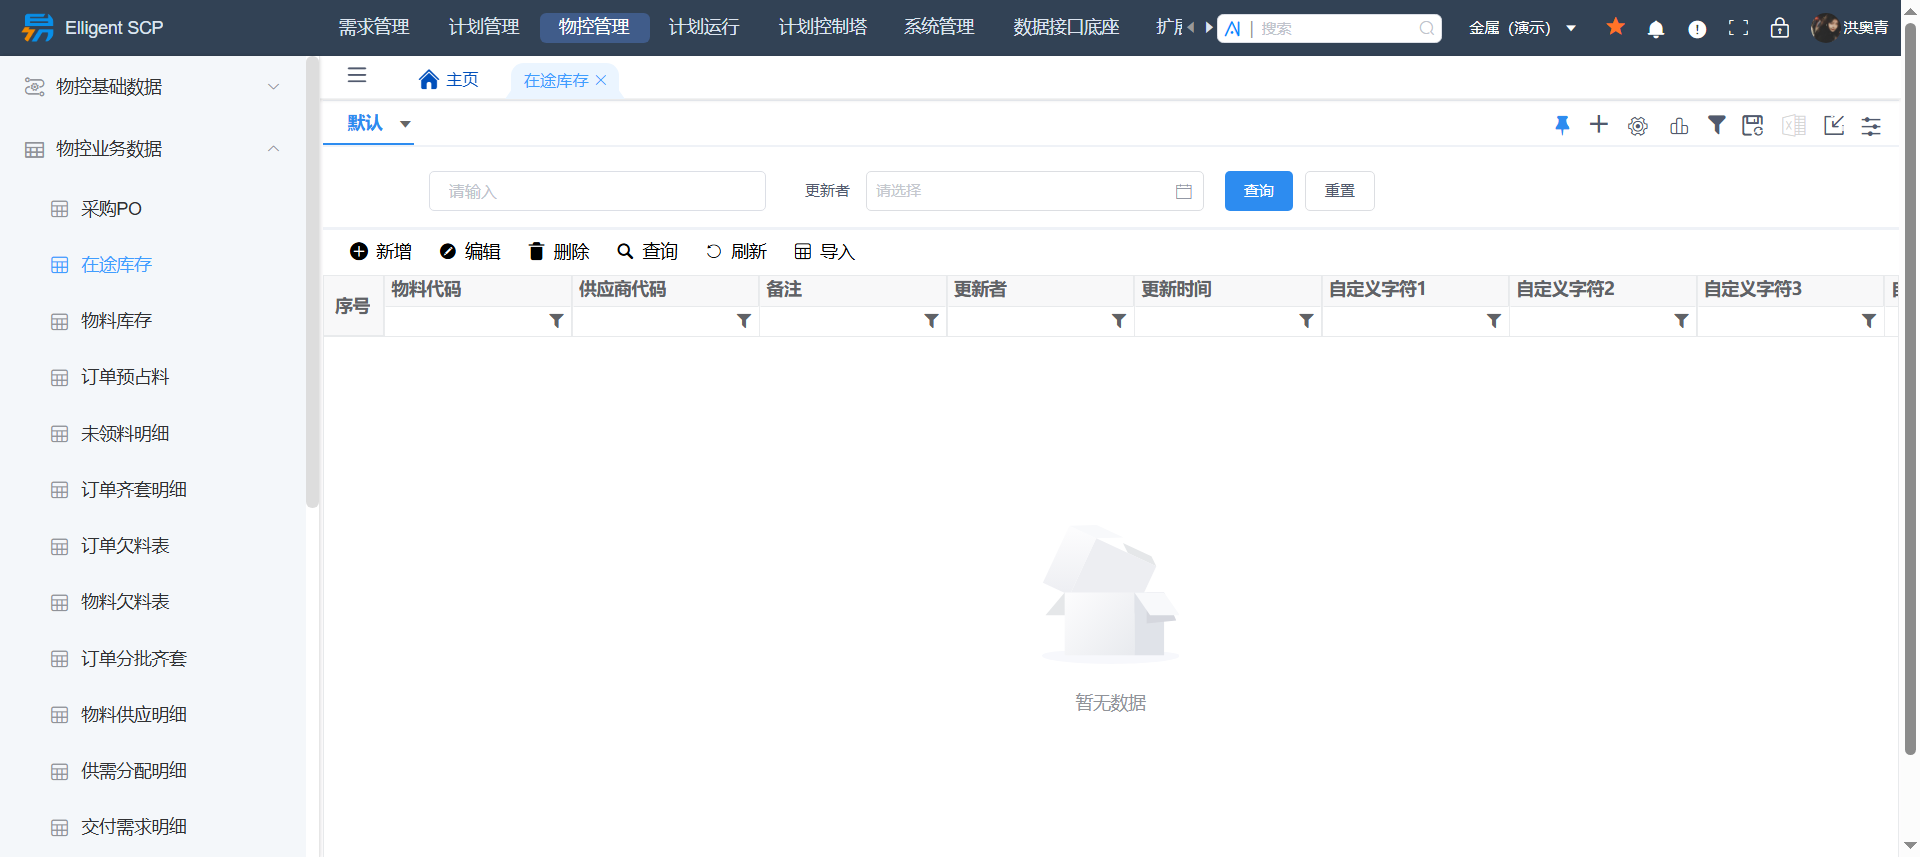 Elligent SCP
需求管理 计划管理 物控管理 计划运行 计划控制塔 系统管理 数据接口底座
搜索
金属（演示）
洪奥青
物控基础数据
物控业务数据
采购PO
在途库存
物料库存
订单预占料
未领料明细
订单齐套明细
订单欠料表
物料欠料表
订单分批齐套
物料供应明细
供需分配明细
交付需求明细
主页 在途库存
默认
请输入 更新者 请选择 查询 重置
新增 编辑 删除 查询 刷新 导入
序号 物料代码 供应商代码 备注 更新者 更新时间 自定义字符1 自定义字符2 自定义字符3
暂无数据